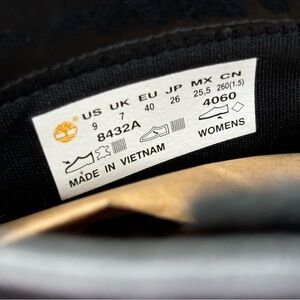 US UK EU JP MX CN
9 7 40 26 25.5 260(1.5)
8432A 4060
WOMENS
MADE IN VIETNAM